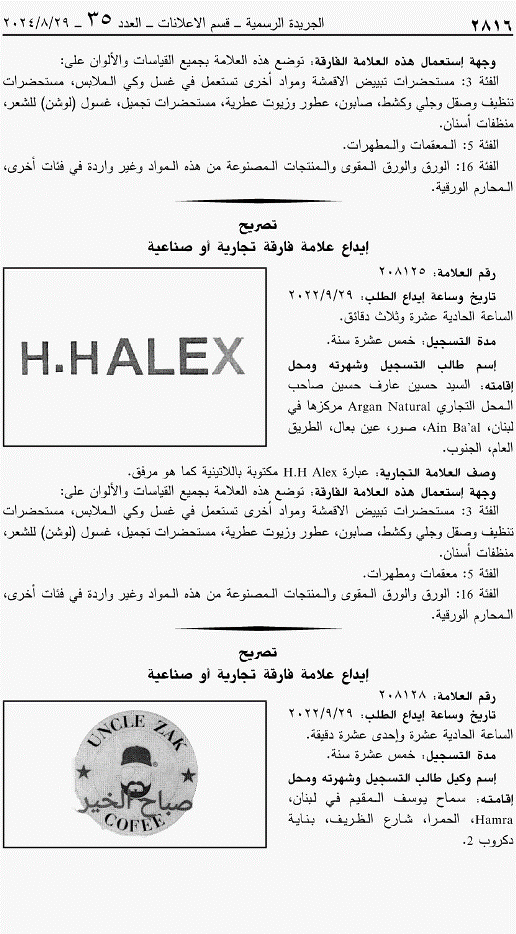 ٢٨١٦ الجريدة الرسمية ـ قسم الاعلانات ـ العدد ٣٥ ـ ٢٠٢٤/٨/٢٩
وجهة إستعمال هذه العلامة الفارقة: توضع هذه العلامة بجميع القياسات والألوان على:
الفئة 3: مستحضرات تبييض الاقمشة ومواد أخرى تستعمل في غسل وكي الملابس، مستحضرات
تنظيف وصقل وجلي وكشط، صابون، عطور وزيوت عطرية، مستحضرات تجميل، غسول (لوشن) للشعر،
منظفات أسنان.
الفئة 5: المعقمات والمطهرات.
الفئة 16: الورق والورق المقوى والمنتجات المصنوعة من هذه المواد وغير واردة في فئات أخرى،
المحارم الورقية.
تصريح
إيداع علامة فارقة تجارية أو صناعية
رقم العلامة: ٢٠٨١٢٥
تاريخ وساعة إيداع الطلب: ٢٠٢٢/٩/٢٩
الساعة الحادية عشرة وثلاث دقائق.
مدة التسجيل: خمس عشرة سنة.
إسم طالب التسجيل وشهرته ومحل
إقامته: السيد حسين عارف حسين صاحب
المحل التجاري Argan Natural مركزها في
لبنان، Ain Ba'al، صور، عين بعال، الطريق
العام، الجنوب.
H.H ALEX
وصف العلامة التجارية: عبارة H.H Alex مكتوبة باللاتينية كما هو مرفق.
وجهة إستعمال هذه العلامة الفارقة: توضع هذه العلامة بجميع القياسات والألوان على:
الفئة 3: مستحضرات تبييض الاقمشة ومواد أخرى تستعمل في غسل وكي الملابس، مستحضرات
تنظيف وصقل وجلي وكشط، صابون، عطور وزيوت عطرية، مستحضرات تجميل، غسول (لوشن) للشعر،
منظفات أسنان.
الفئة 5: معقمات ومطهرات.
الفئة 16: الورق والورق المقوى والمنتجات المصنوعة من هذه المواد وغير واردة في فئات أخرى،
المحارم الورقية.
تصريح
إيداع علامة فارقة تجارية أو صناعية
رقم العلامة: ٢٠٨١٢٨
تاريخ وساعة إيداع الطلب: ٢٠٢٢/٩/٢٩
الساعة الحادية عشرة وإحدى عشرة دقيقة.
مدة التسجيل: خمس عشرة سنة.
إسم وكيل طالب التسجيل وشهرته ومحل
إقامته: سماح يوسف المقيم في لبنان،
Hamra، الحمرا، شارع الظريف، بناية
دكروب 2.
UNCLE ZAK
صباح الخير
COFEE